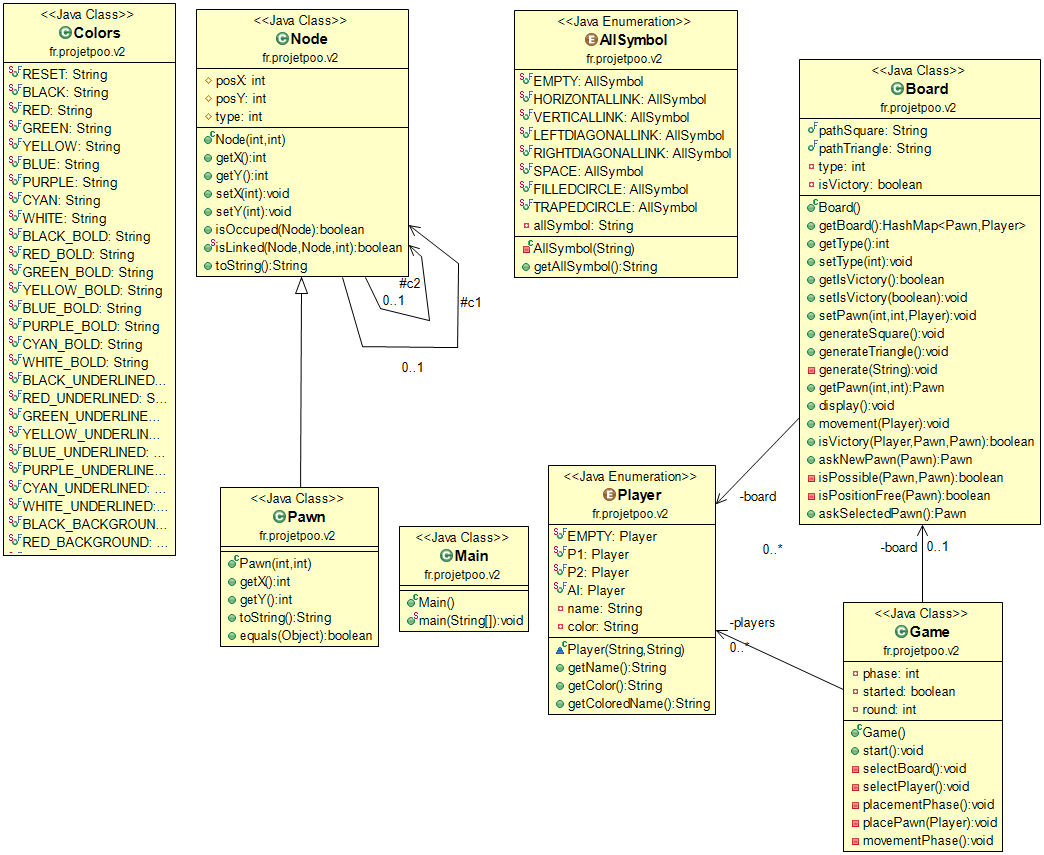 <<Java Class>>
Colors
fr.projetpoo.v2
RESET: String
BLACK: String
RED: String
GREEN: String
YELLOW: String
BLUE: String
PURPLE: String
CYAN: String
WHITE: String
BLACK_BOLD: String
RED_BOLD: String
GREEN_BOLD: String
YELLOW_BOLD: String
BLUE_BOLD: String
PURPLE_BOLD: String
CYAN_BOLD: String
WHITE_BOLD: String
BLACK_UNDERLINED...
RED_UNDERLINED: S...
GREEN_UNDERLINE...
YELLOW_UNDERLIN...
BLUE_UNDERLINED: ...
PURPLE_UNDERLINE...
CYAN_UNDERLINED: ...
WHITE_UNDERLINED:...
BLACK_BACKGROUN...
RED_BACKGROUND: ...
<<Java Class>>
Node
fr.projetpoo.v2
posX: int
posY: int
type: int
Node(int,int)
getX():int
getY():int
setX(int):void
setY(int):void
isOccuped(Node):boolean
isLinked(Node,Node,int):boolean
toString():String
#c2
0..1
#c1
0..1
<<Java Enumeration>>
AllSymbol
fr.projetpoo.v2
EMPTY: AllSymbol
HORIZONTALLINK: AllSymbol
VERTICALLINK: AllSymbol
LEFTDIAGONALLINK: AllSymbol
RIGHTDIAGONALLINK: AllSymbol
SPACE: AllSymbol
FILLEDCIRCLE: AllSymbol
TRAPEDCIRCLE: AllSymbol
allSymbol: String
AllSymbol(String)
getAllSymbol():String
<<Java Class>>
Board
fr.projetpoo.v2
pathSquare: String
pathTriangle: String
type: int
isVictory: boolean
Board()
getBoard():HashMap<Pawn,Player>
getType():int
setType(int):void
getIsVictory():boolean
setIsVictory(boolean):void
setPawn(int,int,Player):void
generateSquare():void
generateTriangle():void
generate(String):void
getPawn(int,int):Pawn
display():void
movement(Player):void
isVictory(Player,Pawn,Pawn):boolean
askNewPawn(Pawn):Pawn
isPossible(Pawn,Pawn):boolean
isPositionFree(Pawn):boolean
askSelectedPawn():Pawn
<<Java Class>>
Pawn
fr.projetpoo.v2
Pawn(int,int)
getX():int
getY():int
toString():String
equals(Object):boolean
<<Java Class>>
Main
fr.projetpoo.v2
Main()
main(String[]):void
<<Java Enumeration>>
Player
fr.projetpoo.v2
EMPTY: Player
P1: Player
P2: Player
AI: Player
name: String
color: String
Player(String,String)
getName():String
getColor():String
getColoredName():String
-board
0..*
-board
0..1
-players
0..*
<<Java Class>>
Game
fr.projetpoo.v2
phase: int
started: boolean
round: int
Game()
start():void
selectBoard():void
selectPlayer():void
placementPhase():void
placePawn(Player):void
movementPhase():void